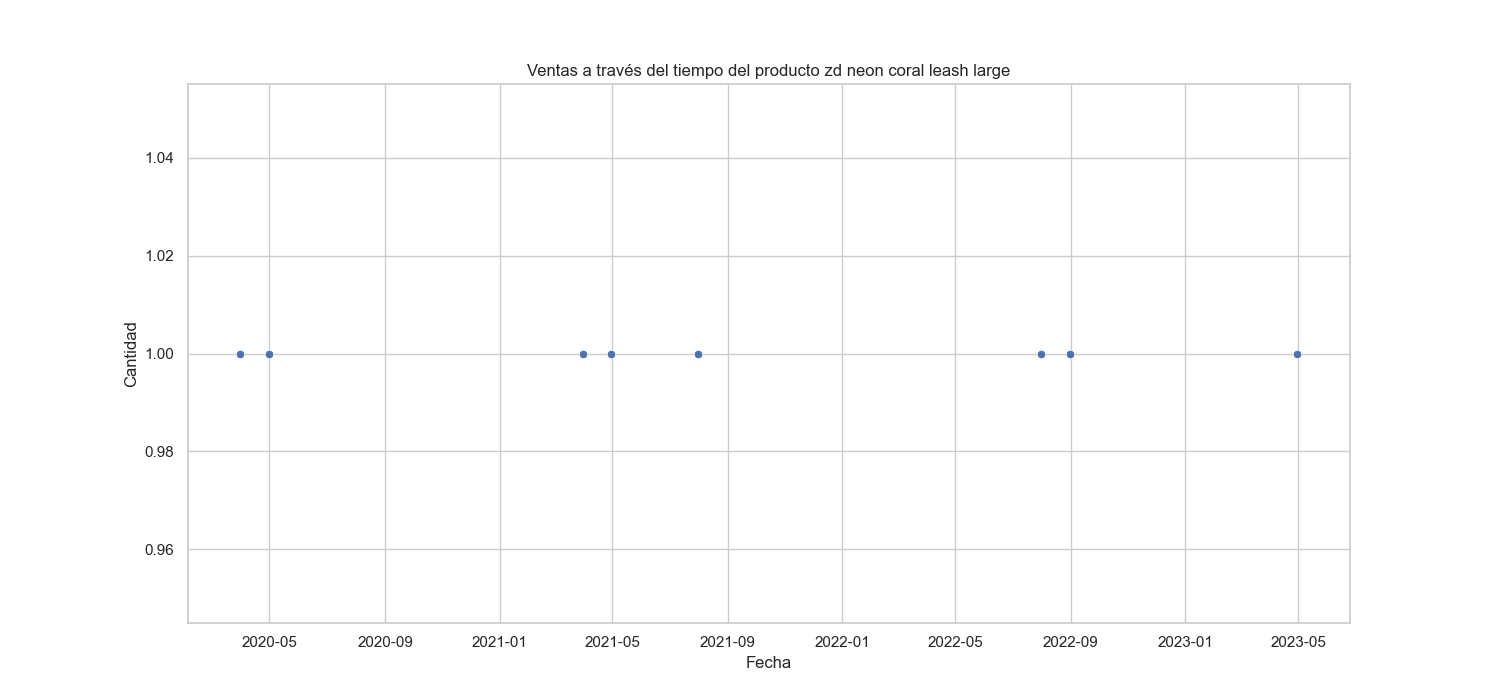 Ventas a través del tiempo del producto zd neon coral leash large
1.04
1.02
1.00
0.98
0.96
Cantidad
2020-05 2020-09 2021-01 2021-05 2021-09 2022-01 2022-05 2022-09 2023-01 2023-05
Fecha